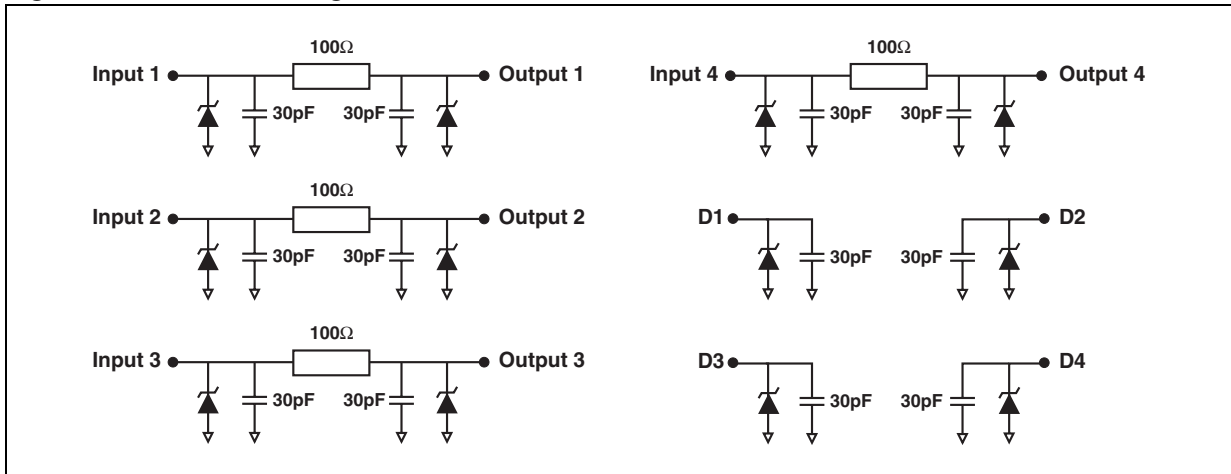 100Ω
Input 1 30pF 30pF Output 1
100Ω
Input 4 30pF 30pF Output 4
100Ω
Input 2 30pF 30pF Output 2
D1 30pF 30pF D2
100Ω
Input 3 30pF 30pF Output 3
D3 30pF 30pF D4